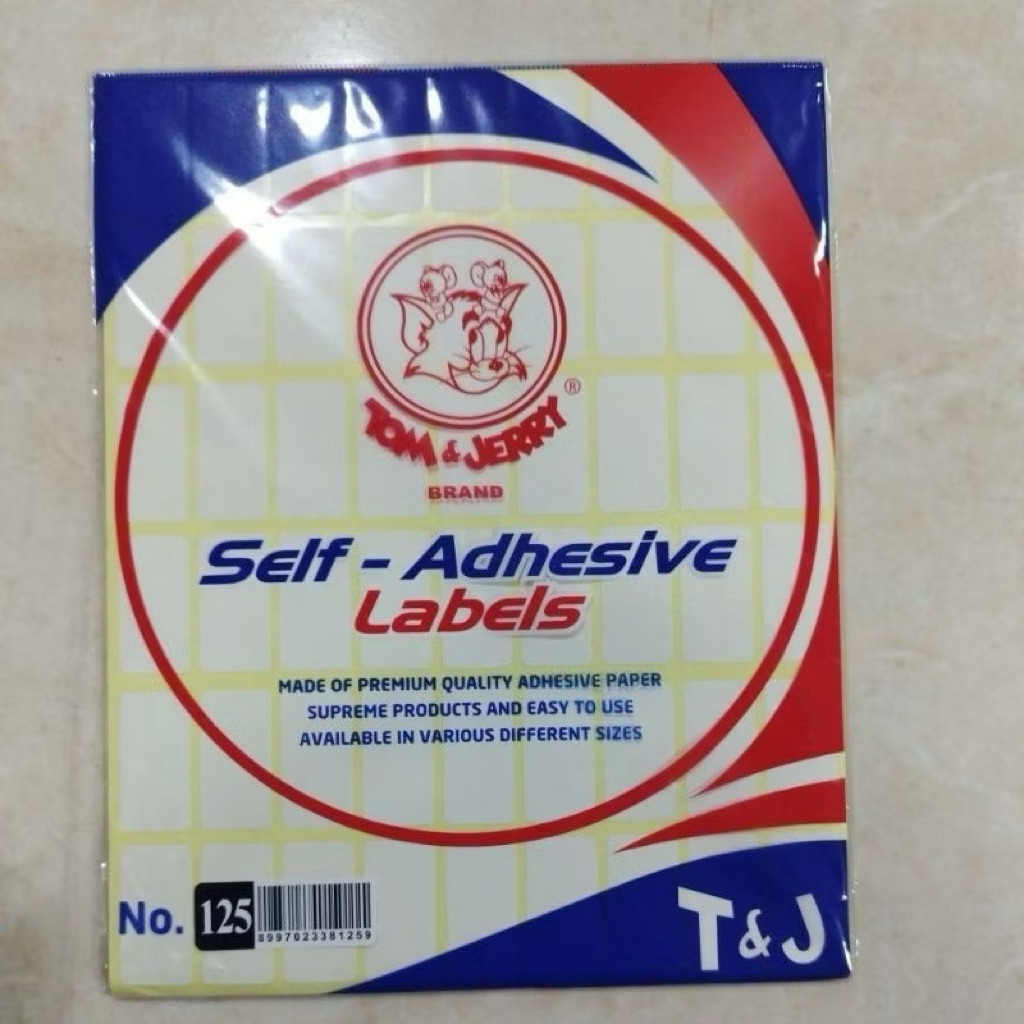 TOM & JERRY ®
BRAND
Self - Adhesive
Labels
MADE OF PREMIUM QUALITY ADHESIVE PAPER
SUPREME PRODUCTS AND EASY TO USE
AVAILABLE IN VARIOUS DIFFERENT SIZES
No. 125
8997023381259
T & J